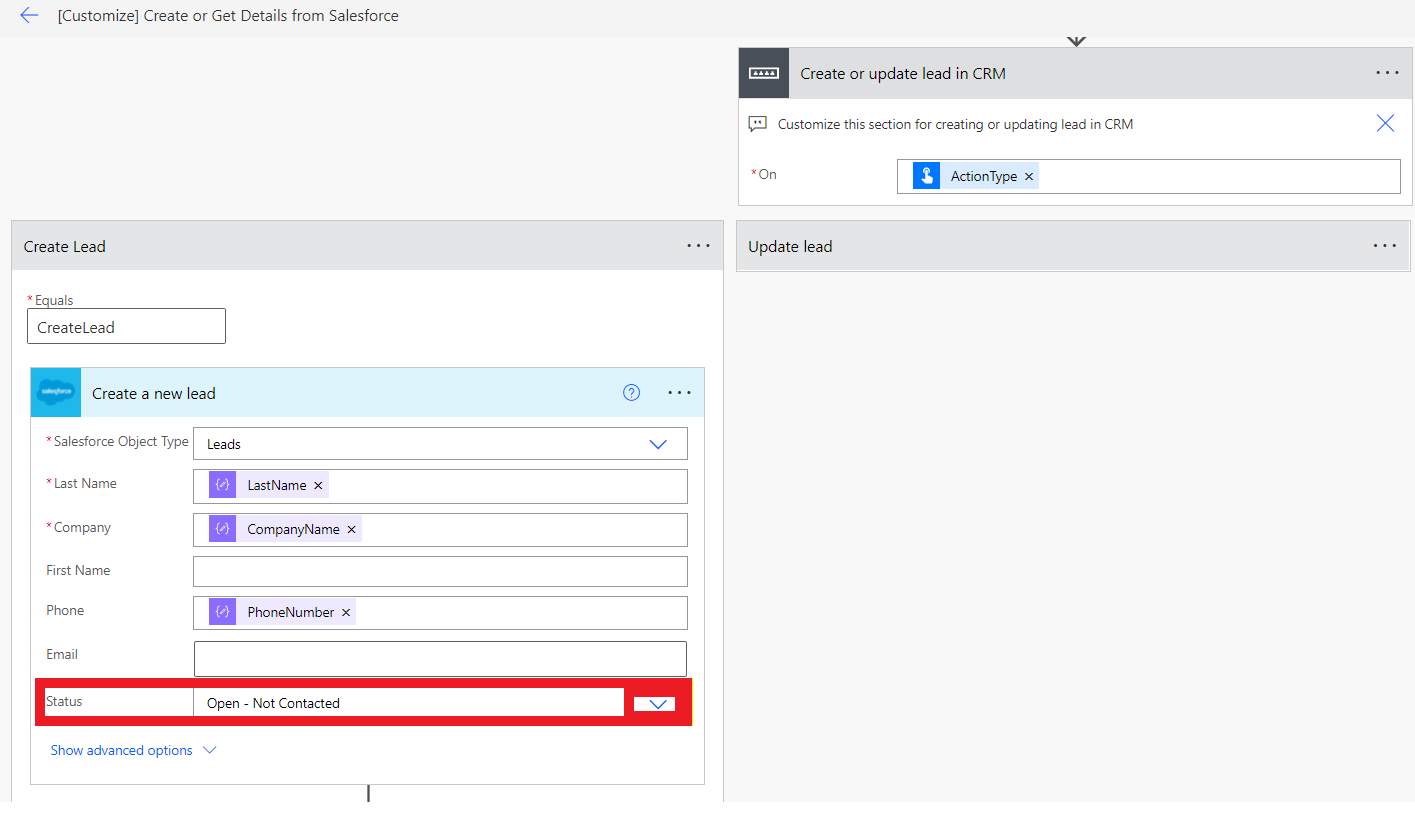 [Customize] Create or Get Details from Salesforce
Create or update lead in CRM
Customize this section for creating or updating lead in CRM
* On
ActionType ×
Create Lead
Update lead
* Equals
CreateLead
salesforce
Create a new lead
?
* Salesforce Object Type
Leads
* Last Name
LastName ×
* Company
CompanyName ×
First Name
Phone
PhoneNumber ×
Email
Status
Open - Not Contacted
Show advanced options